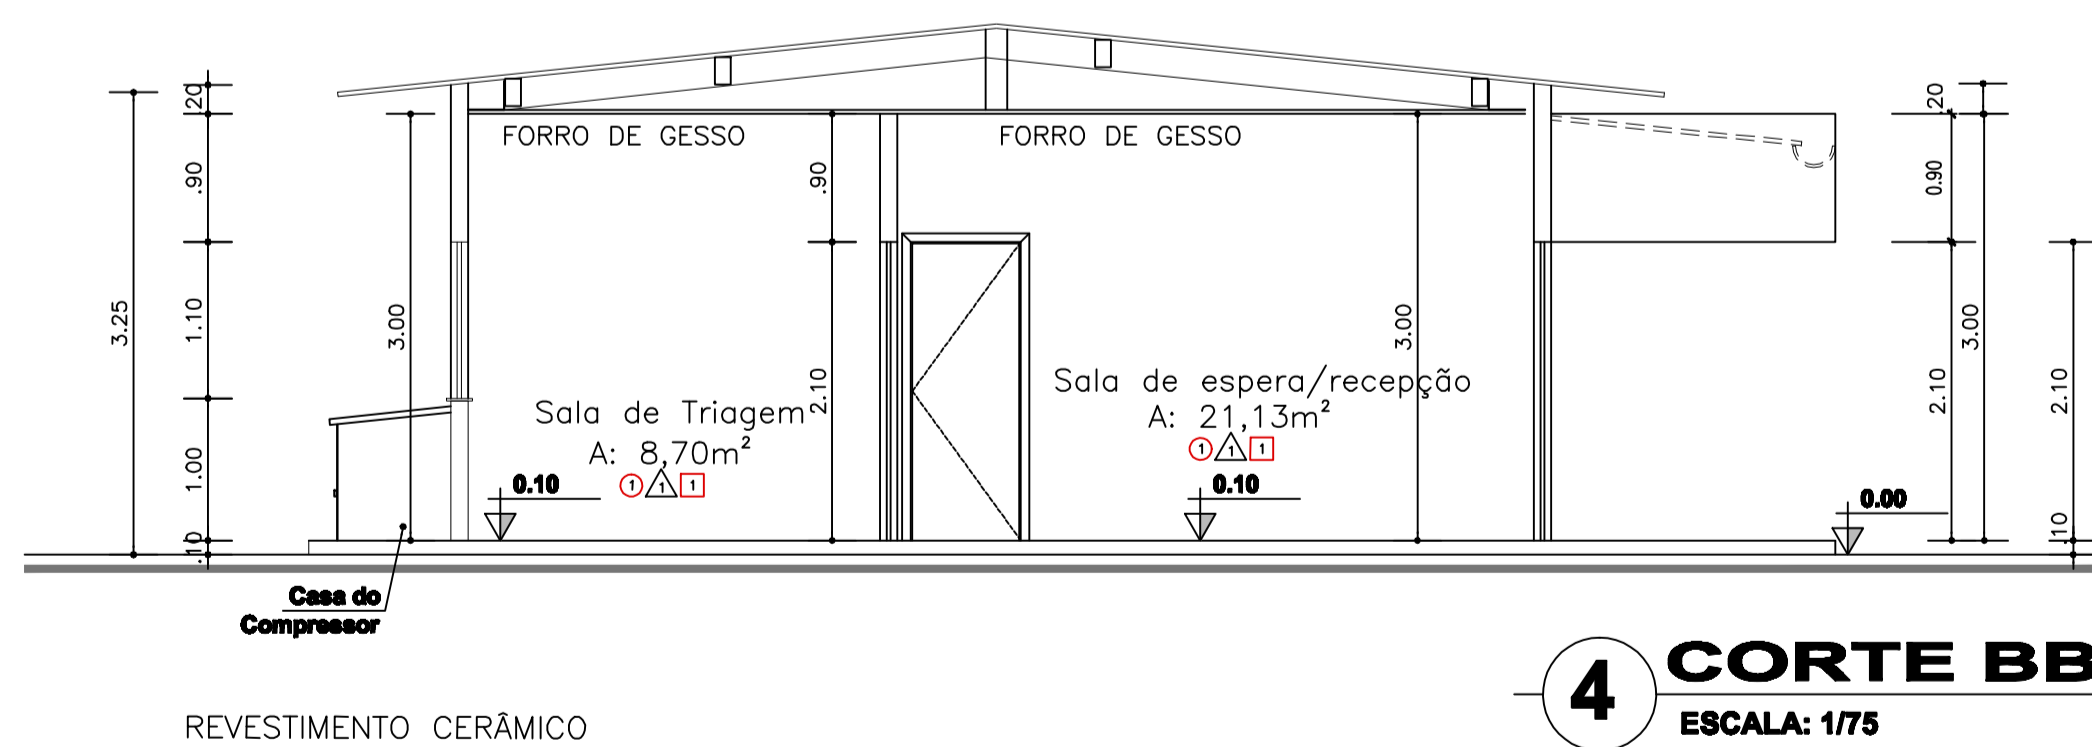 .20
.20
FORRO DE GESSO
FORRO DE GESSO
.90
.90
0.90
3.25
1.10
3.00
3.00
3.00
2.10
2.10
2.10
Sala de espera/recepção
A: 21,13m²
1 1 1
Sala de Triagem
A: 8,70m²
1 1 1
1.00
0.10
0.10
0.00
.10
.10
Casa do
Compressor
4 CORTE BB
ESCALA: 1/75
REVESTIMENTO CERÂMICO